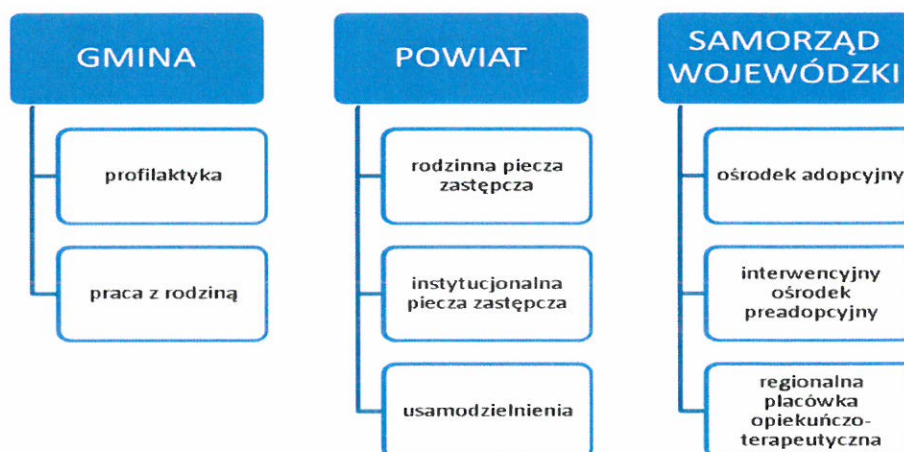 GMINA
profilaktyka
praca z rodziną
POWIAT
rodzinna piecza
zastępcza
instytucjonalna
piecza zastępcza
usamodzielnienia
SAMORZĄD
WOJEWÓDZKI
ośrodek adopcyjny
interwencyjny
ośrodek
preadopcyjny
regionalna
placówka
opiekuńczo-
terapeutyczna